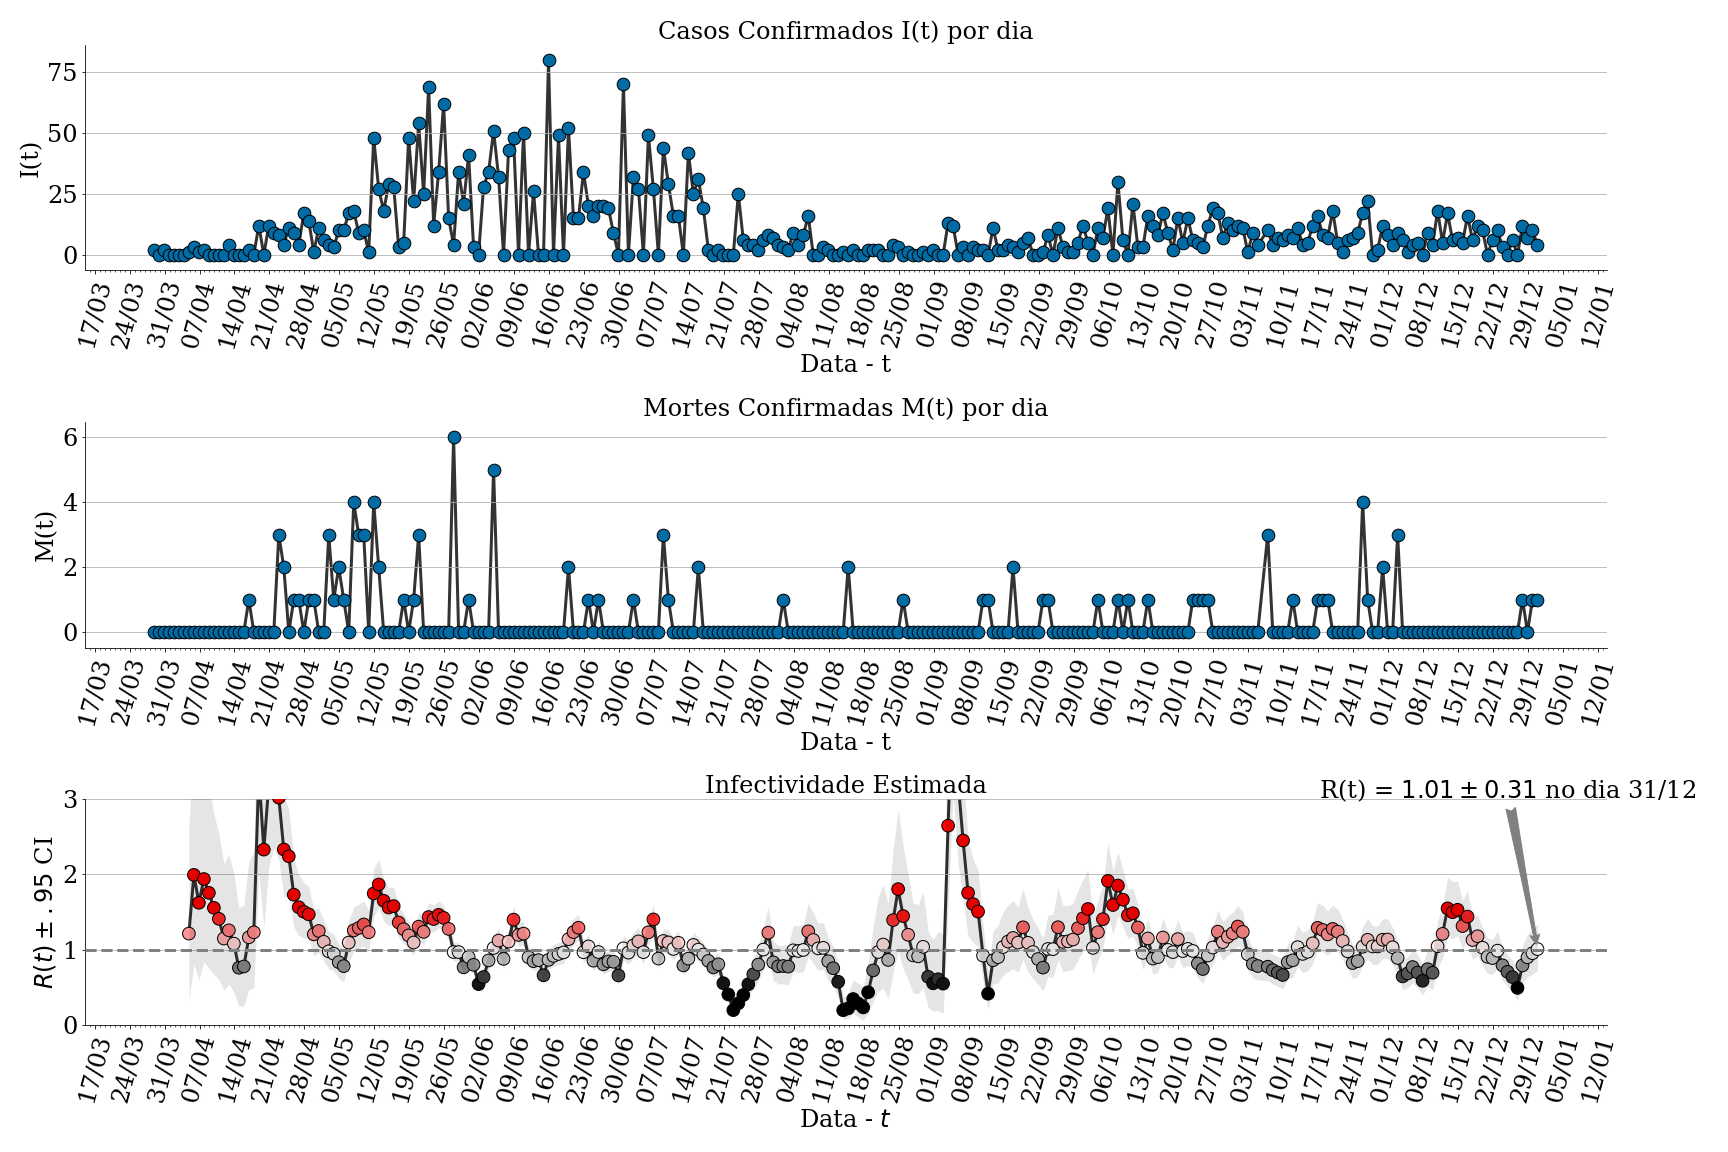 Casos Confirmados I(t) por dia
I(t)
75
50
25
0
17/03 24/03 31/03 07/04 14/04 21/04 28/04 05/05 12/05 19/05 26/05 02/06 09/06 16/06 23/06 30/06 07/07 14/07 21/07 28/07 04/08 11/08 18/08 25/08 01/09 08/09 15/09 22/09 29/09 06/10 13/10 20/10 27/10 03/11 10/11 17/11 24/11 01/12 08/12 15/12 22/12 29/12 05/01 12/01
Data - t
Mortes Confirmadas M(t) por dia
M(t)
6
4
2
0
17/03 24/03 31/03 07/04 14/04 21/04 28/04 05/05 12/05 19/05 26/05 02/06 09/06 16/06 23/06 30/06 07/07 14/07 21/07 28/07 04/08 11/08 18/08 25/08 01/09 08/09 15/09 22/09 29/09 06/10 13/10 20/10 27/10 03/11 10/11 17/11 24/11 01/12 08/12 15/12 22/12 29/12 05/01 12/01
Data - t
Infectividade Estimada
R(t) = 1.01 ± 0.31 no dia 31/12
R(t) ± .95 CI
3
2
1
0
17/03 24/03 31/03 07/04 14/04 21/04 28/04 05/05 12/05 19/05 26/05 02/06 09/06 16/06 23/06 30/06 07/07 14/07 21/07 28/07 04/08 11/08 18/08 25/08 01/09 08/09 15/09 22/09 29/09 06/10 13/10 20/10 27/10 03/11 10/11 17/11 24/11 01/12 08/12 15/12 22/12 29/12 05/01 12/01
Data - t